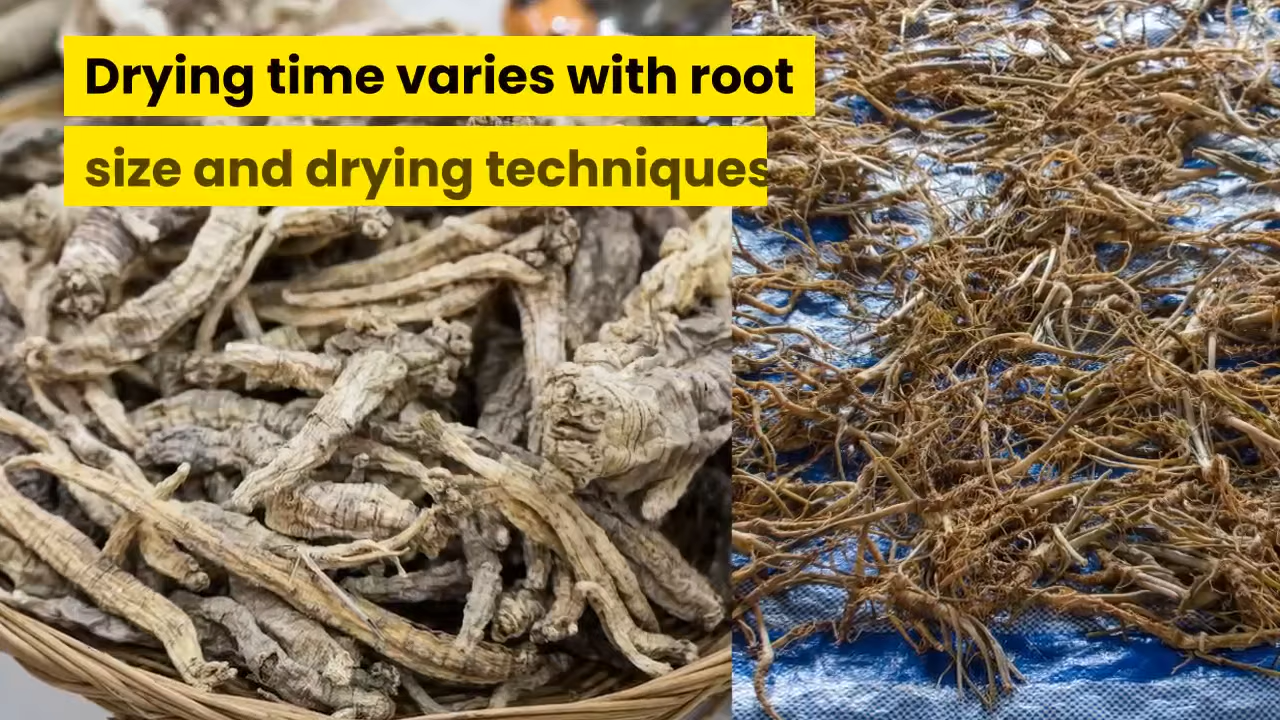 Drying time varies with root
size and drying techniques